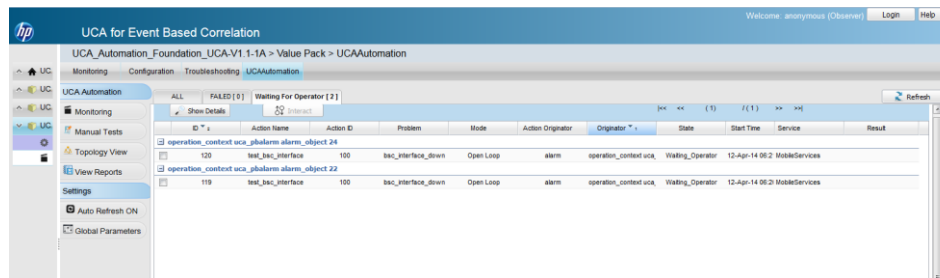 Welcome: anonymous (Observer) Login Help
hp UCA for Event Based Correlation
UCA_Automation_Foundation_UCA-V1.1-1A > Value Pack > UCAAutomation
UC Monitoring Configuration Troubleshooting UCAAutomation
UC UCA Automation ALL FAILED [ 0 ] Waiting For Operator [ 2 ] Refresh
UC Monitoring Show Details Interact |<< << ( 1 ) / ( 1 ) >> >>|
UC Manual Tests ID Action Name Action ID Problem Mode Action Originator Originator State Start Time Service Result
operation_context uca_pbalarm alarm_object 24
Topology View 120 test_bsc_interface 100 bsc_interface_down Open Loop alarm operation_context uca_ Waiting_Operator 12-Apr-14 06:2 MobileServices
View Reports operation_context uca_pbalarm alarm_object 22
Settings 119 test_bsc_interface 100 bsc_interface_down Open Loop alarm operation_context uca_ Waiting_Operator 12-Apr-14 06:2 MobileServices
Auto Refresh ON
Global Parameters